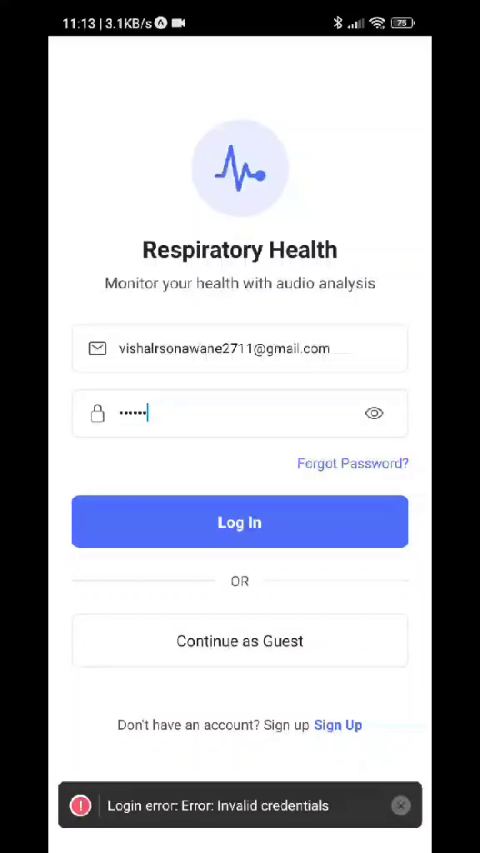 11:13 | 3.1KB/s
75
Respiratory Health
Monitor your health with audio analysis
vishalrsonawane2711@gmail.com
••••••
Forgot Password?
Log In
OR
Continue as Guest
Don't have an account? Sign up Sign Up
! Login error: Error: Invalid credentials